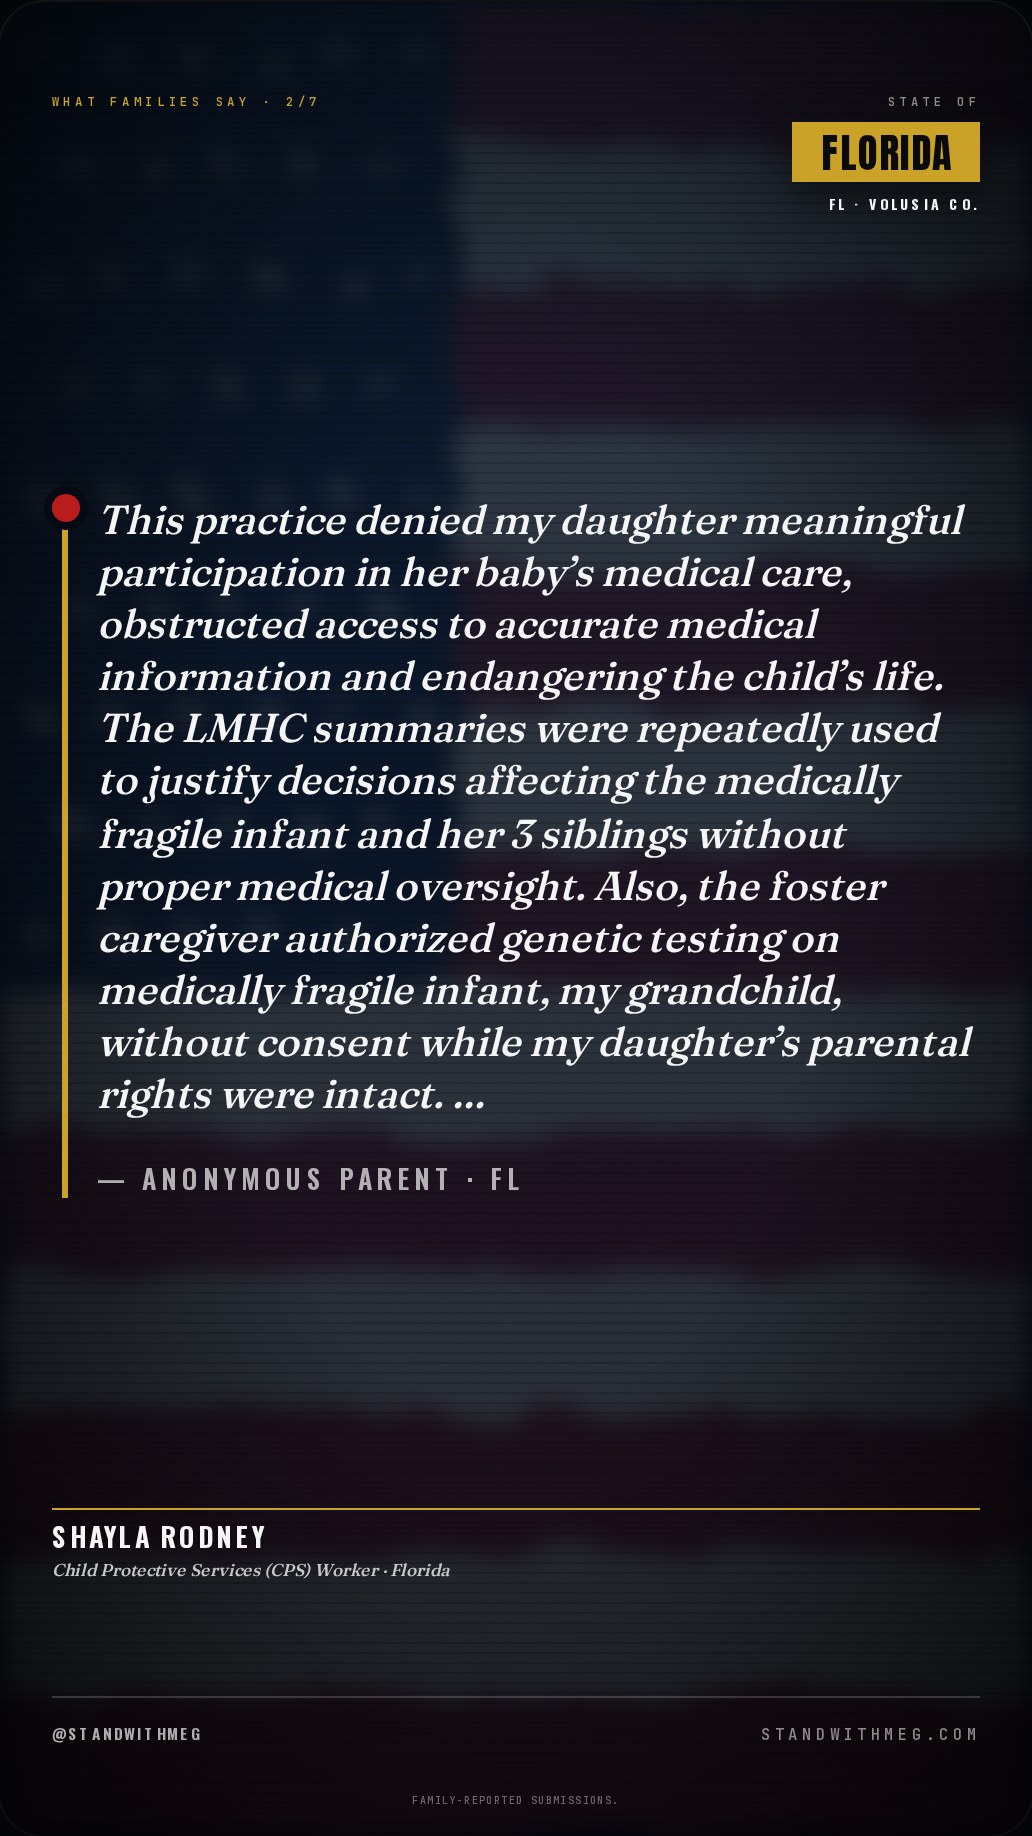 WHAT FAMILIES SAY · 2/7
STATE OF
FLORIDA
FL · VOLUSIA CO.
This practice denied my daughter meaningful
participation in her baby’s medical care,
obstructed access to accurate medical
information and endangering the child’s life.
The LMHC summaries were repeatedly used
to justify decisions affecting the medically
fragile infant and her 3 siblings without
proper medical oversight. Also, the foster
caregiver authorized genetic testing on
medically fragile infant, my grandchild,
without consent while my daughter’s parental
rights were intact. ...
— ANONYMOUS PARENT · FL
SHAYLA RODNEY
Child Protective Services (CPS) Worker · Florida
@STANDWITHMEG
STANDWITHMEG.COM
FAMILY-REPORTED SUBMISSIONS.